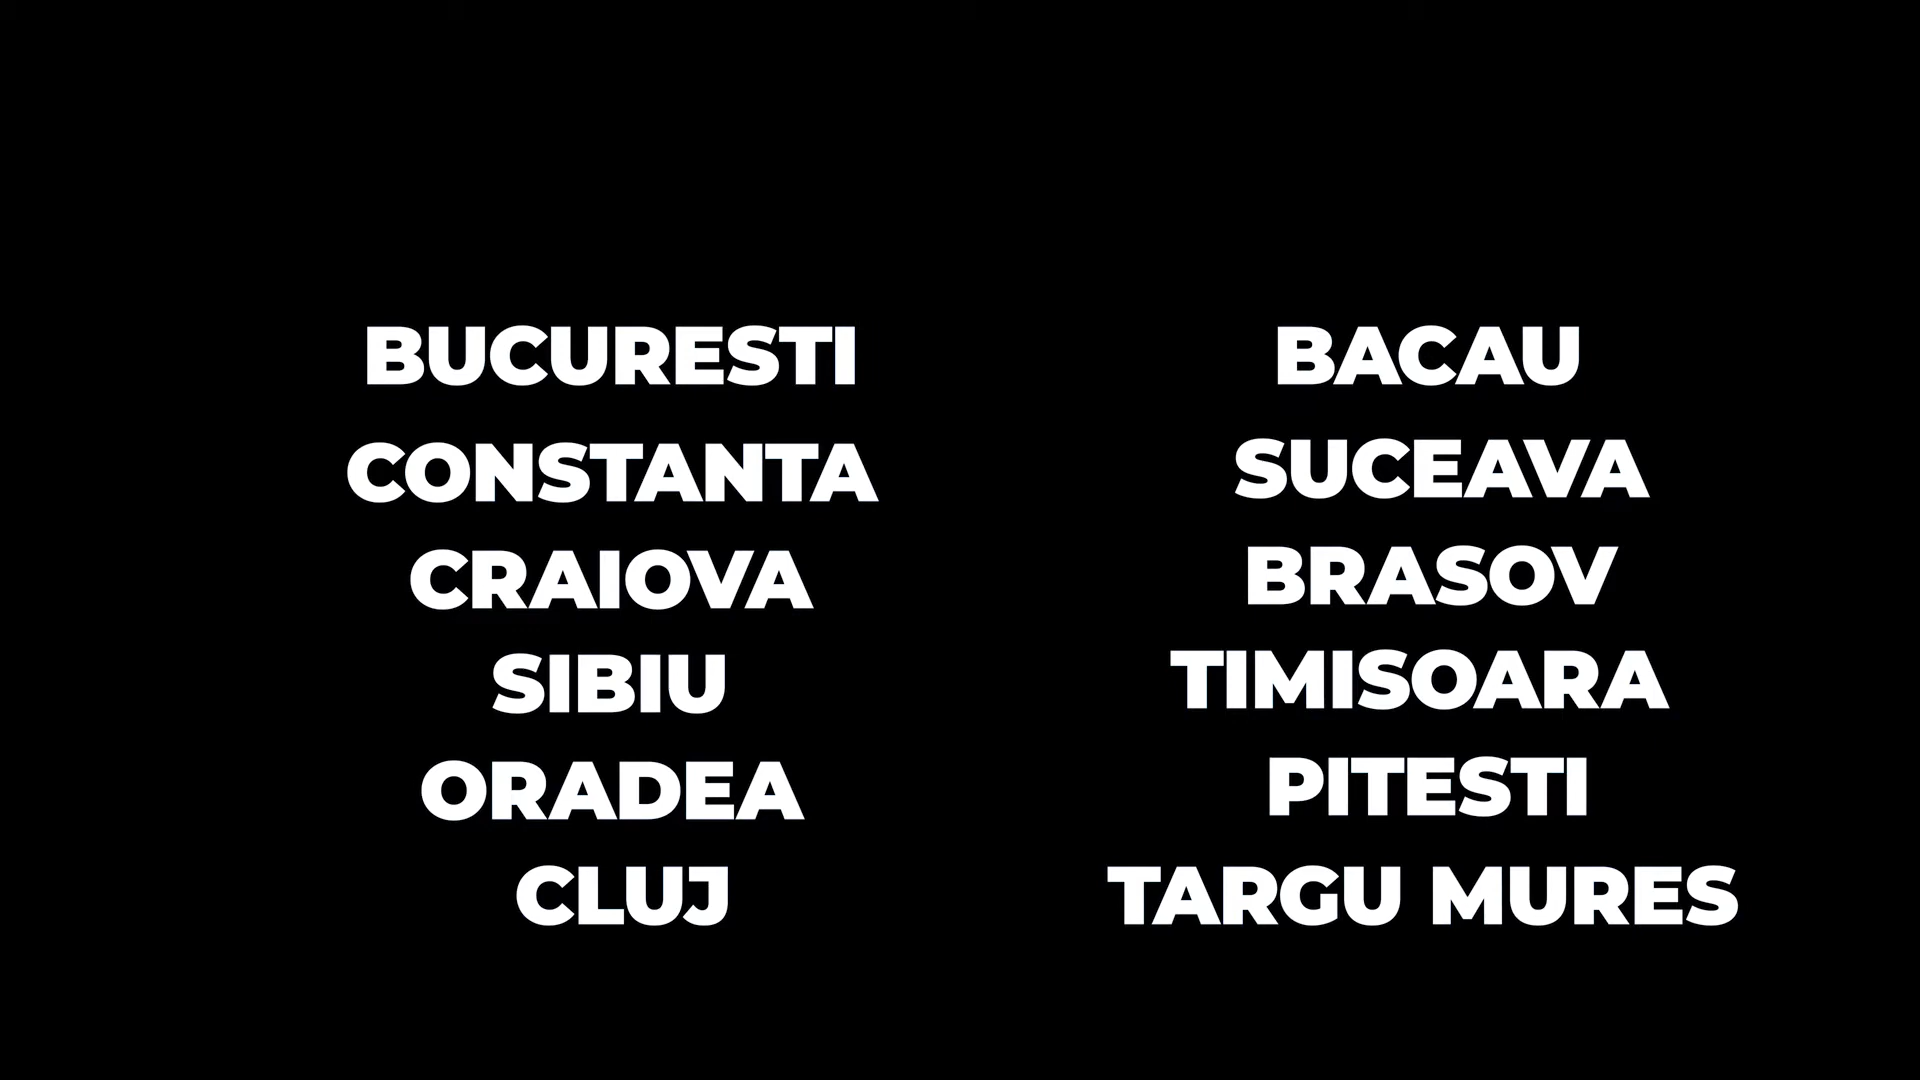 BUCURESTI
CONSTANTA
CRAIOVA
SIBIU
ORADEA
CLUJ
BACAU
SUCEAVA
BRASOV
TIMISOARA
PITESTI
TARGU MURES